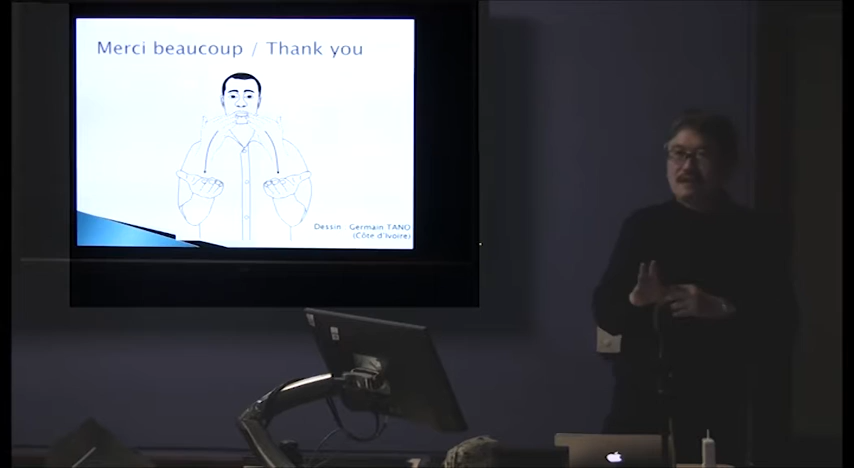 Merci beaucoup / Thank you
Dessin : Germain TANO
(Côte d'Ivoire)